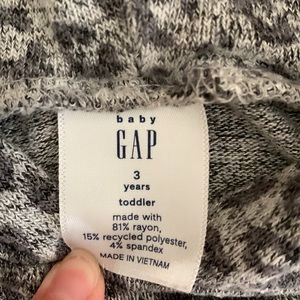 baby
GAP
3
years
toddler
made with
81% rayon,
15% recycled polyester,
4% spandex
MADE IN VIETNAM